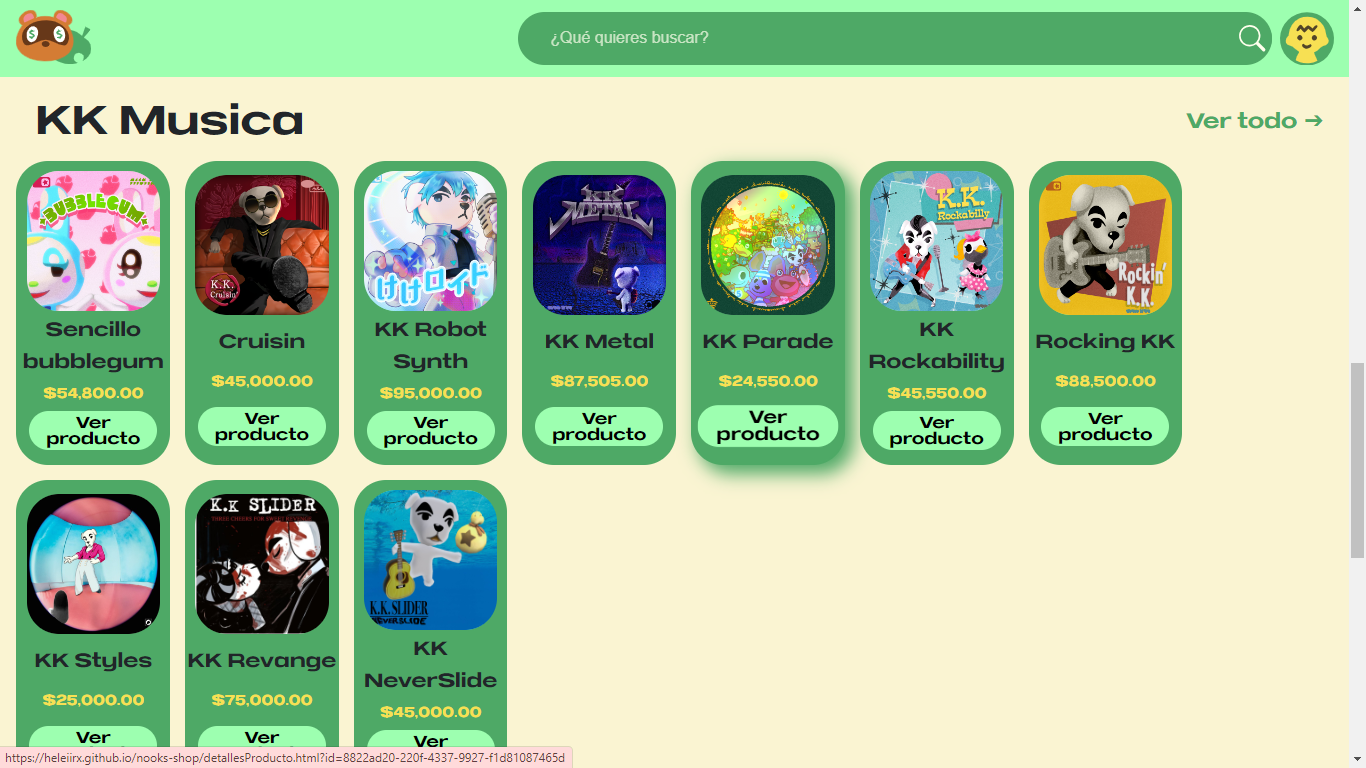 ¿Qué quieres buscar?
KK Musica
Ver todo →
BUBBLEGUM
Sencillo
bubblegum
$54,800.00
Ver
producto
K.K.
Cruisin'
Cruisin
$45,000.00
Ver
producto
けけロイド
KK Robot
Synth
$95,000.00
Ver
producto
KK
METAL
KK Metal
$87,505.00
Ver
producto
KK Parade
$24,550.00
Ver
producto
K.K.
Rockabilly
KK
Rockability
$45,550.00
Ver
producto
Rockin'
K.K.
Rocking KK
$88,500.00
Ver
producto
KK Styles
$25,000.00
Ver
K.K SLIDER
KK Revange
$75,000.00
Ver
K.K. SLIDER
NEVERSLIDE
KK
NeverSlide
$45,000.00
Ver
https://heleiirx.github.io/nooks-shop/detallesProducto.html?id=8822ad20-220f-4337-9927-f1d81087465d